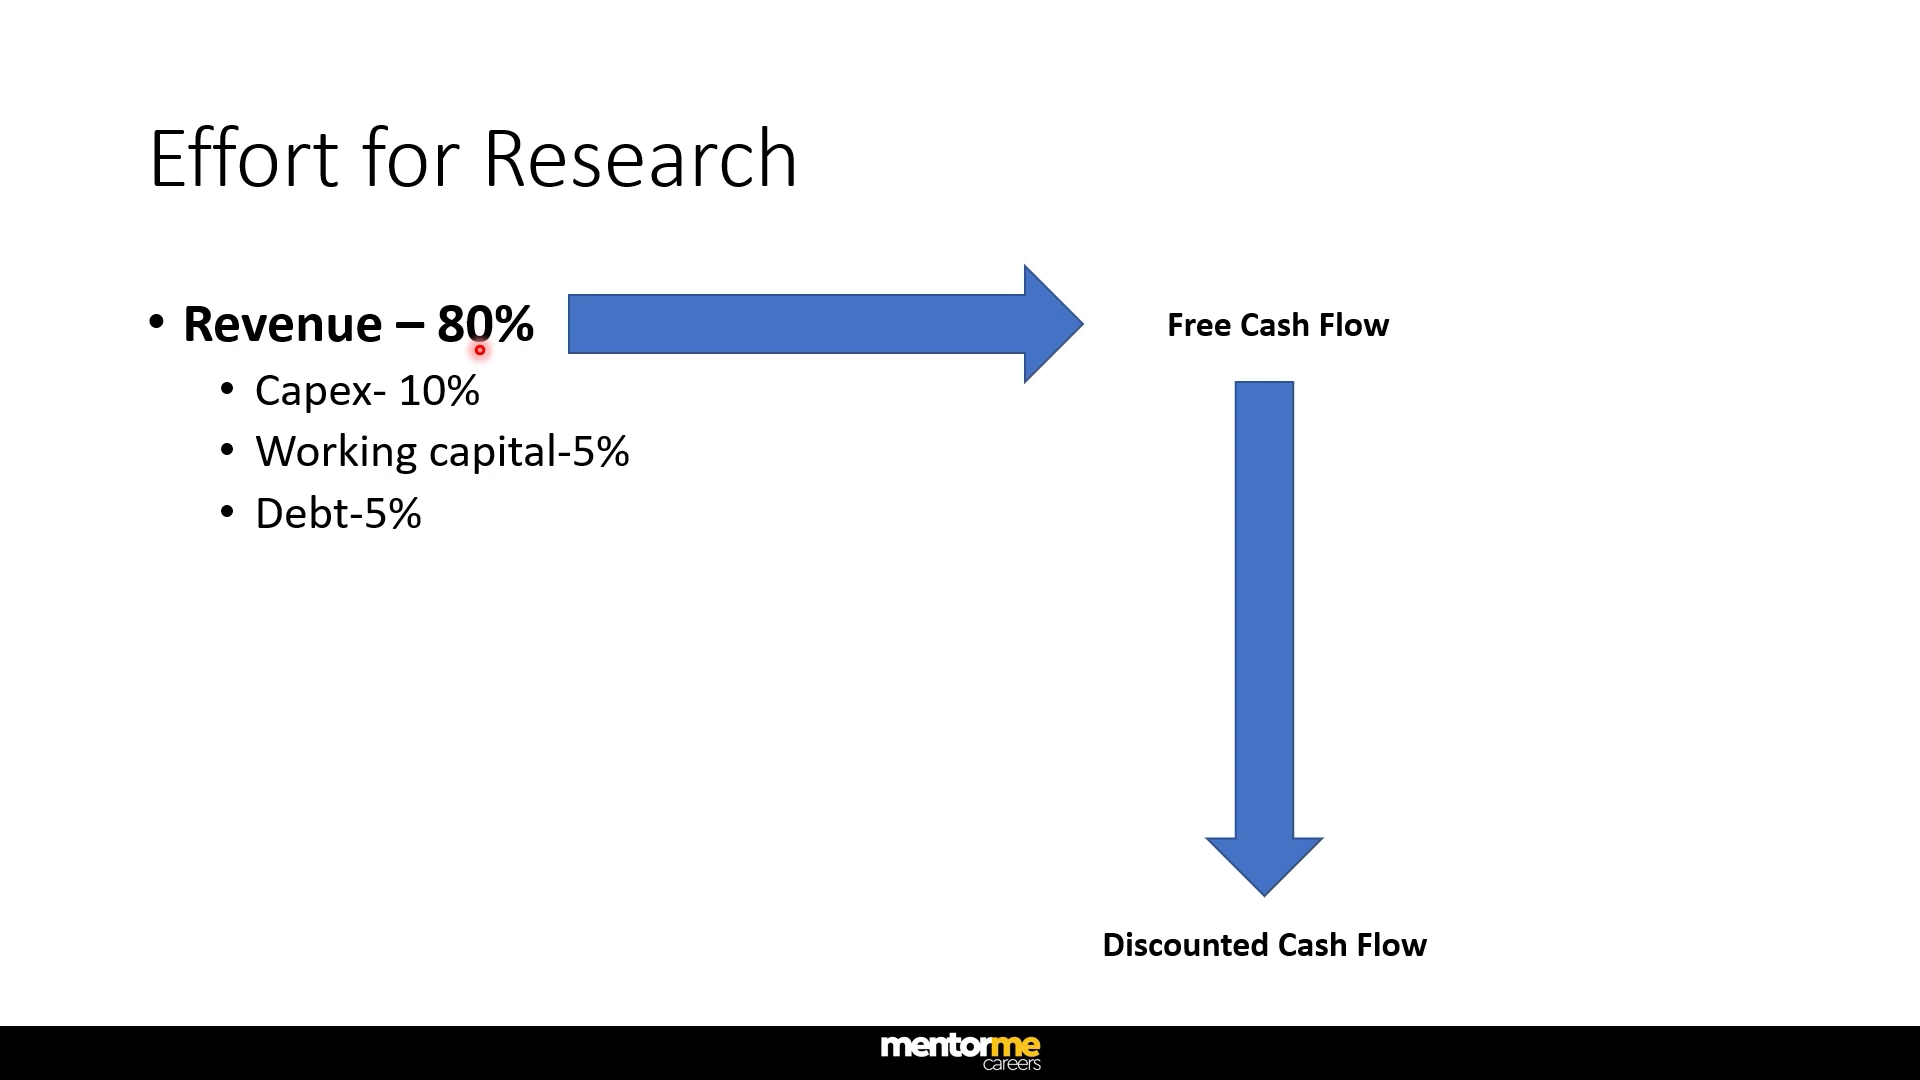 Effort for Research
• Revenue – 80%
• Capex- 10%
• Working capital-5%
• Debt-5%
Free Cash Flow
Discounted Cash Flow
mentorme
careers